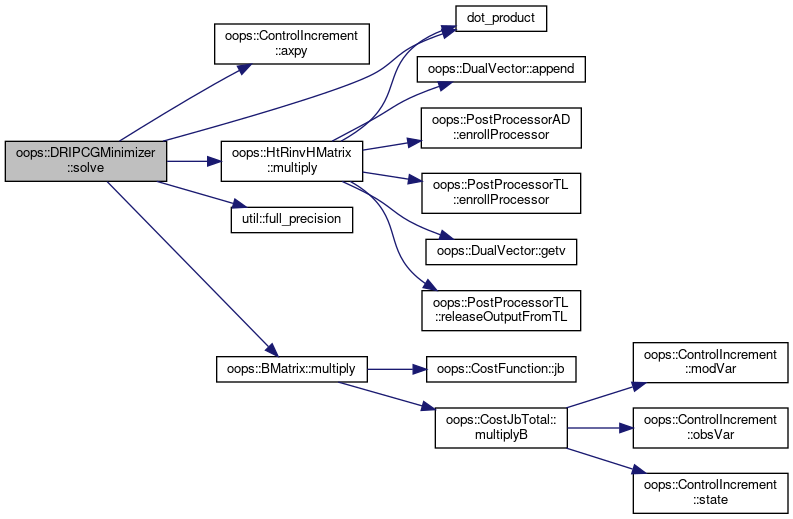 oops::DRIPCGMinimizer
::solve
oops::ControlIncrement
::axpy
dot_product
oops::HtRinvHMatrix
::multiply
oops::DualVector::append
oops::PostProcessorAD
::enrollProcessor
oops::PostProcessorTL
::enrollProcessor
oops::DualVector::getv
oops::PostProcessorTL
::releaseOutputFromTL
util::full_precision
oops::BMatrix::multiply
oops::CostFunction::jb
oops::CostJbTotal::
multiplyB
oops::ControlIncrement
::modVar
oops::ControlIncrement
::obsVar
oops::ControlIncrement
::state